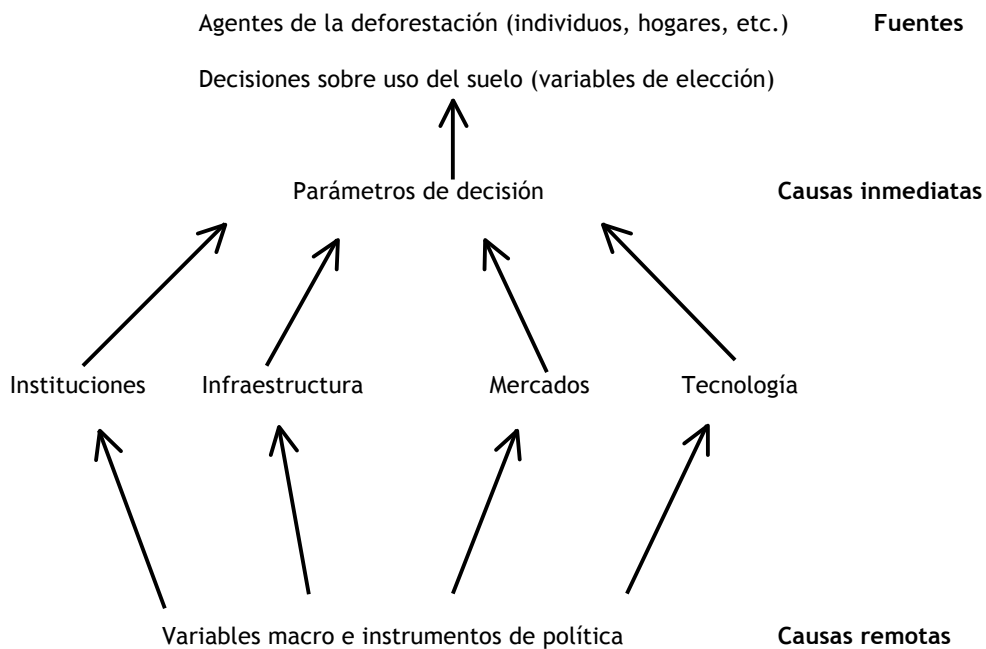 Agentes de la deforestación (individuos, hogares, etc.) Fuentes
Decisiones sobre uso del suelo (variables de elección)
Parámetros de decisión Causas inmediatas
Instituciones Infraestructura Mercados Tecnología
Variables macro e instrumentos de política Causas remotas